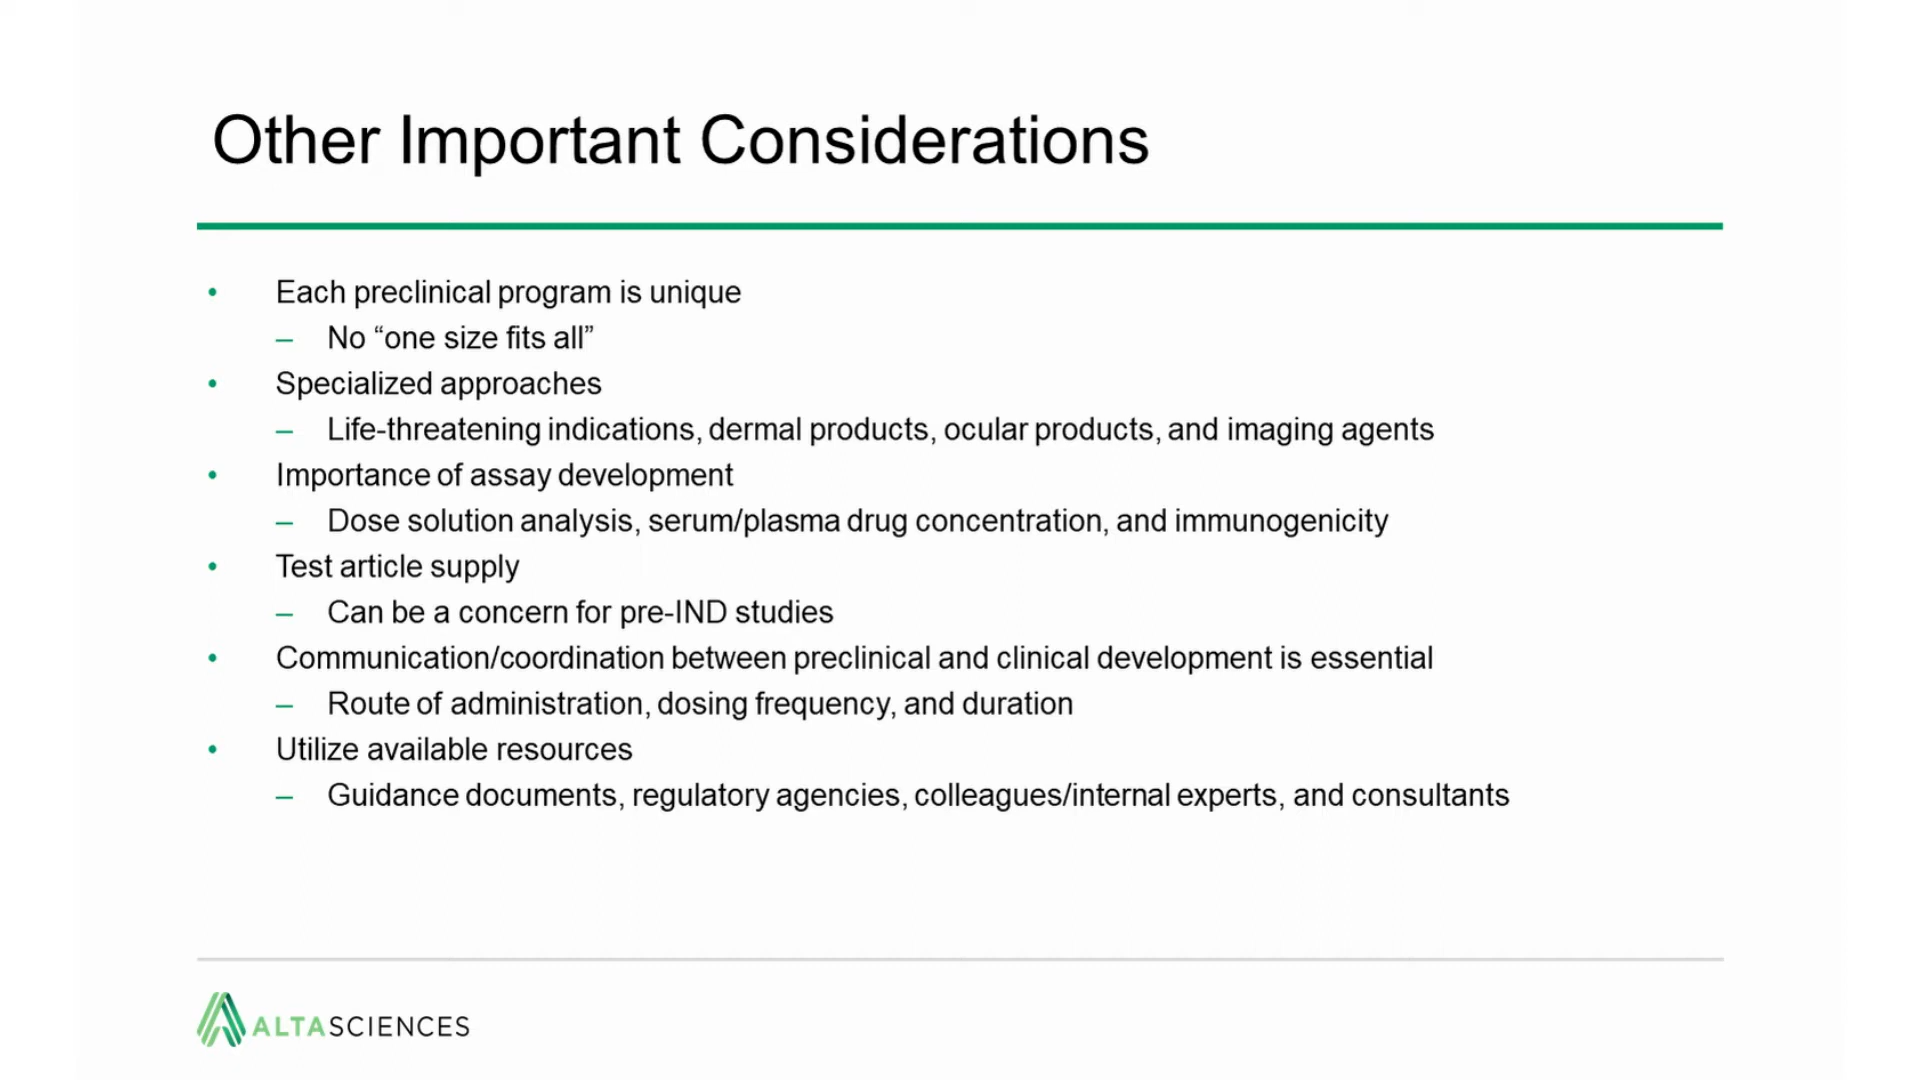 Other Important Considerations
• Each preclinical program is unique
– No “one size fits all”
• Specialized approaches
– Life-threatening indications, dermal products, ocular products, and imaging agents
• Importance of assay development
– Dose solution analysis, serum/plasma drug concentration, and immunogenicity
• Test article supply
– Can be a concern for pre-IND studies
• Communication/coordination between preclinical and clinical development is essential
– Route of administration, dosing frequency, and duration
• Utilize available resources
– Guidance documents, regulatory agencies, colleagues/internal experts, and consultants
ALTASCIENCES